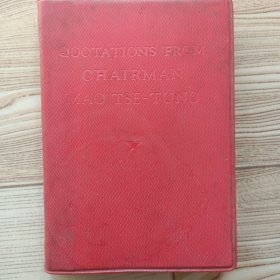 QUOTATIONS FROM
CHAIRMAN
MAO TSE-TUNG